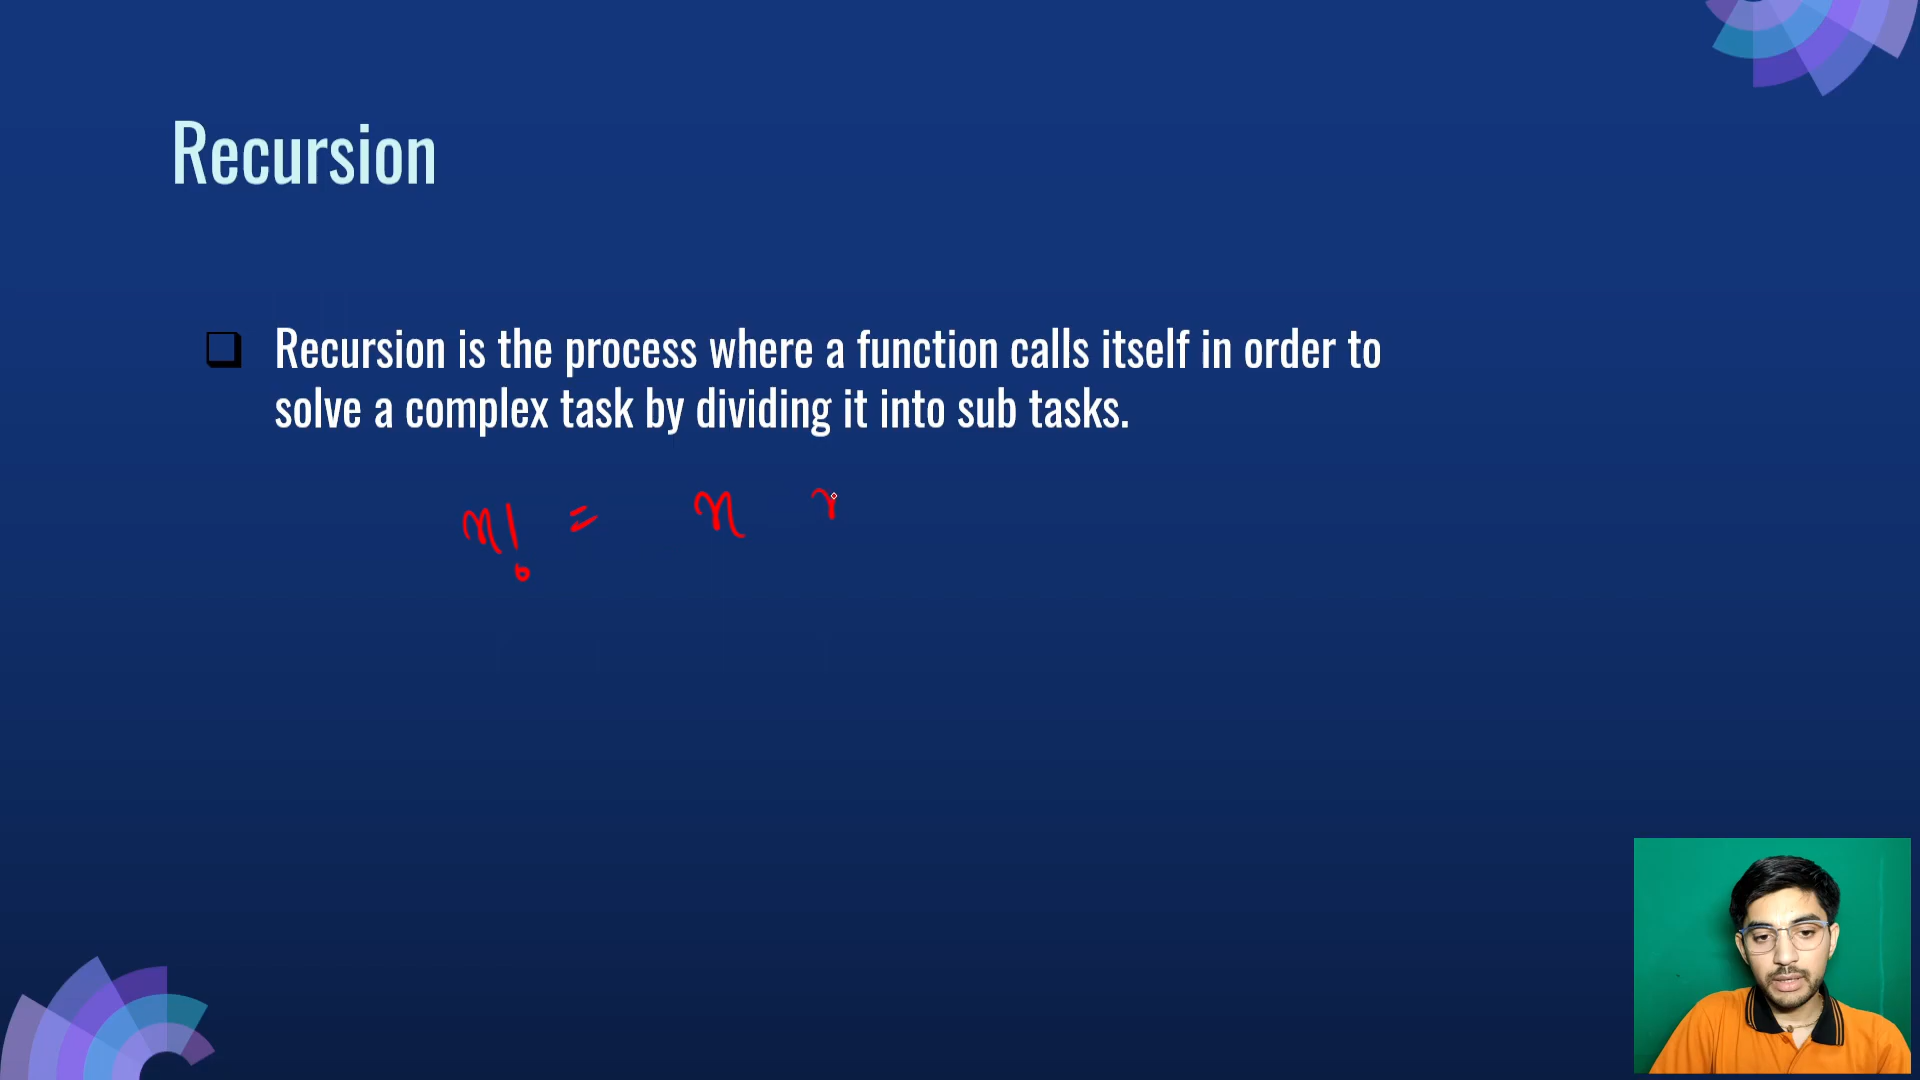 Recursion
Recursion is the process where a function calls itself in order to
solve a complex task by dividing it into sub tasks.
n! = n